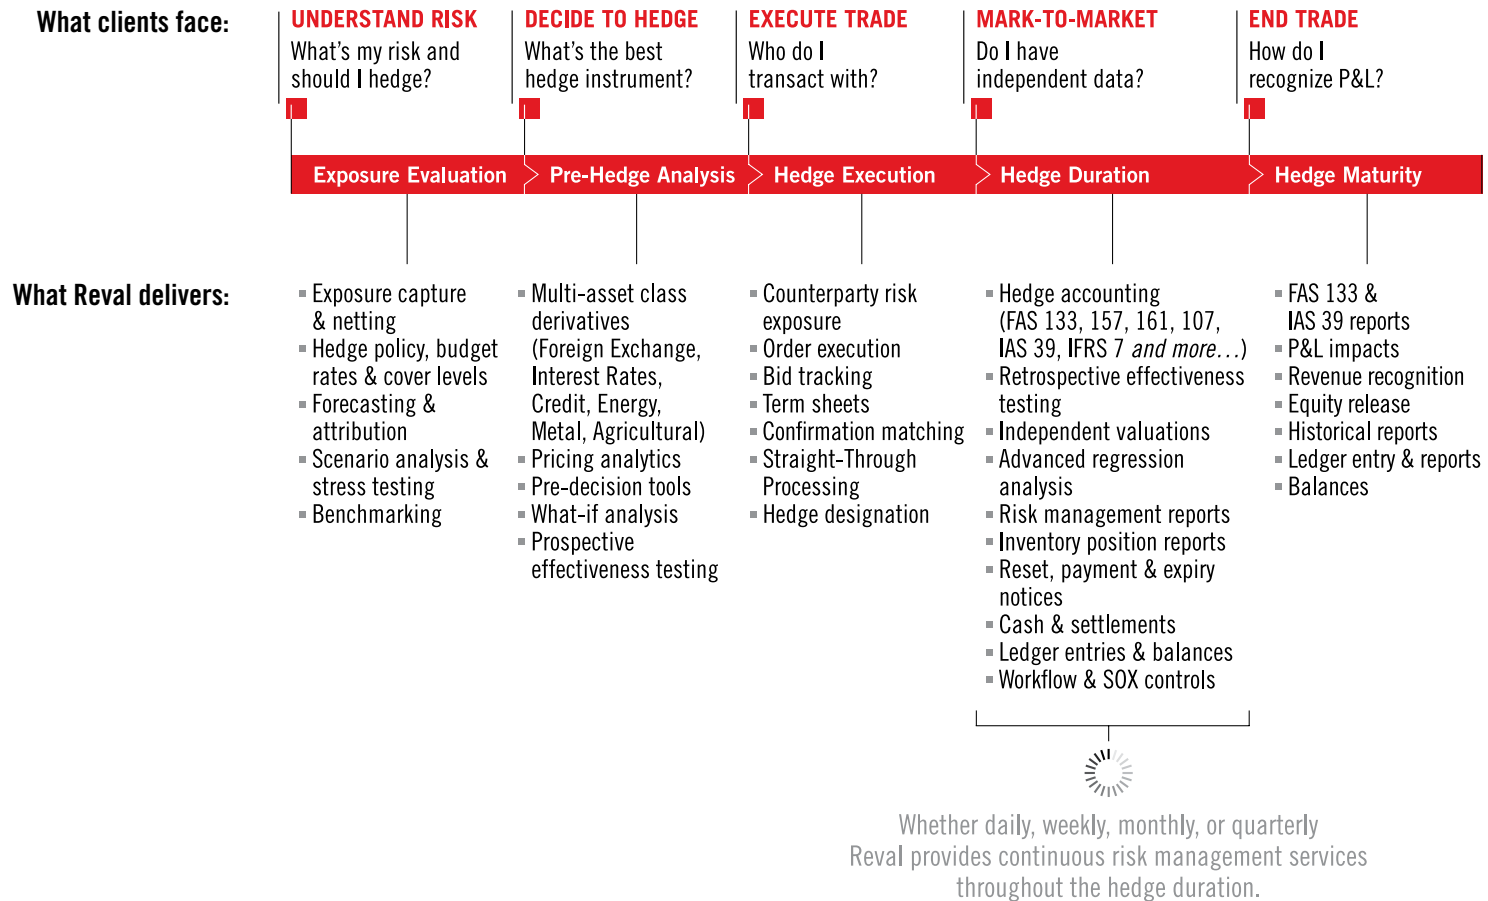 What clients face:
UNDERSTAND RISK
What's my risk and
should I hedge?
DECIDE TO HEDGE
What's the best
hedge instrument?
EXECUTE TRADE
Who do I
transact with?
MARK-TO-MARKET
Do I have
independent data?
END TRADE
How do I
recognize P&L?
Exposure Evaluation
Pre-Hedge Analysis
Hedge Execution
Hedge Duration
Hedge Maturity
What Reval delivers:
Exposure capture
& netting
Hedge policy, budget
rates & cover levels
Forecasting &
attribution
Scenario analysis &
stress testing
Benchmarking
Multi-asset class
derivatives
(Foreign Exchange,
Interest Rates,
Credit, Energy,
Metal, Agricultural)
Pricing analytics
Pre-decision tools
What-if analysis
Prospective
effectiveness testing
Counterparty risk
exposure
Order execution
Bid tracking
Term sheets
Confirmation matching
Straight-Through
Processing
Hedge designation
Hedge accounting
(FAS 133, 157, 161, 107,
IAS 39, IFRS 7 and more...)
Retrospective effectiveness
testing
Independent valuations
Advanced regression
analysis
Risk management reports
Inventory position reports
Reset, payment & expiry
notices
Cash & settlements
Ledger entries & balances
Workflow & SOX controls
FAS 133 &
IAS 39 reports
P&L impacts
Revenue recognition
Equity release
Historical reports
Ledger entry & reports
Balances
Whether daily, weekly, monthly, or quarterly
Reval provides continuous risk management services
throughout the hedge duration.